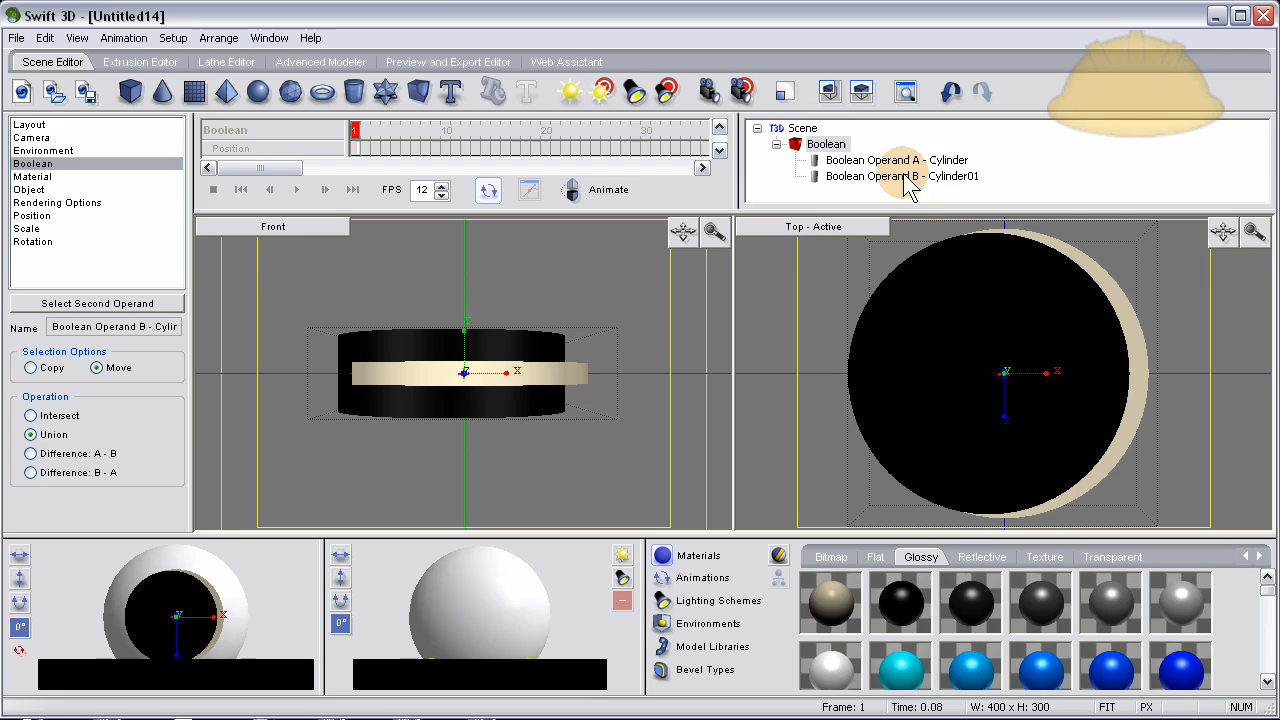 Swift 3D - [Untitled14]
File Edit View Animation Setup Arrange Window Help
Scene Editor Extrusion Editor Lathe Editor Advanced Modeler Preview and Export Editor Web Assistant
Layout
Camera
Environment
Boolean
Material
Object
Rendering Options
Position
Scale
Rotation
Select Second Operand
Name Boolean Operand B - Cylir
Selection Options
Copy Move
Operation
Intersect
Union
Difference: A - B
Difference: B - A
Boolean 1 10 20 30
Position
FPS 12 Animate
T3D Scene
Boolean
Boolean Operand A - Cylinder
Boolean Operand B - Cylinder01
Front
Top - Active
Y
X
Y
X
Z
0°
Y
X
0°
Materials
Animations
Lighting Schemes
Environments
Model Libraries
Bevel Types
Bitmap Flat Glossy Reflective Texture Transparent
Frame: 1 Time: 0.08 W: 400 x H: 300 FIT PX NUM